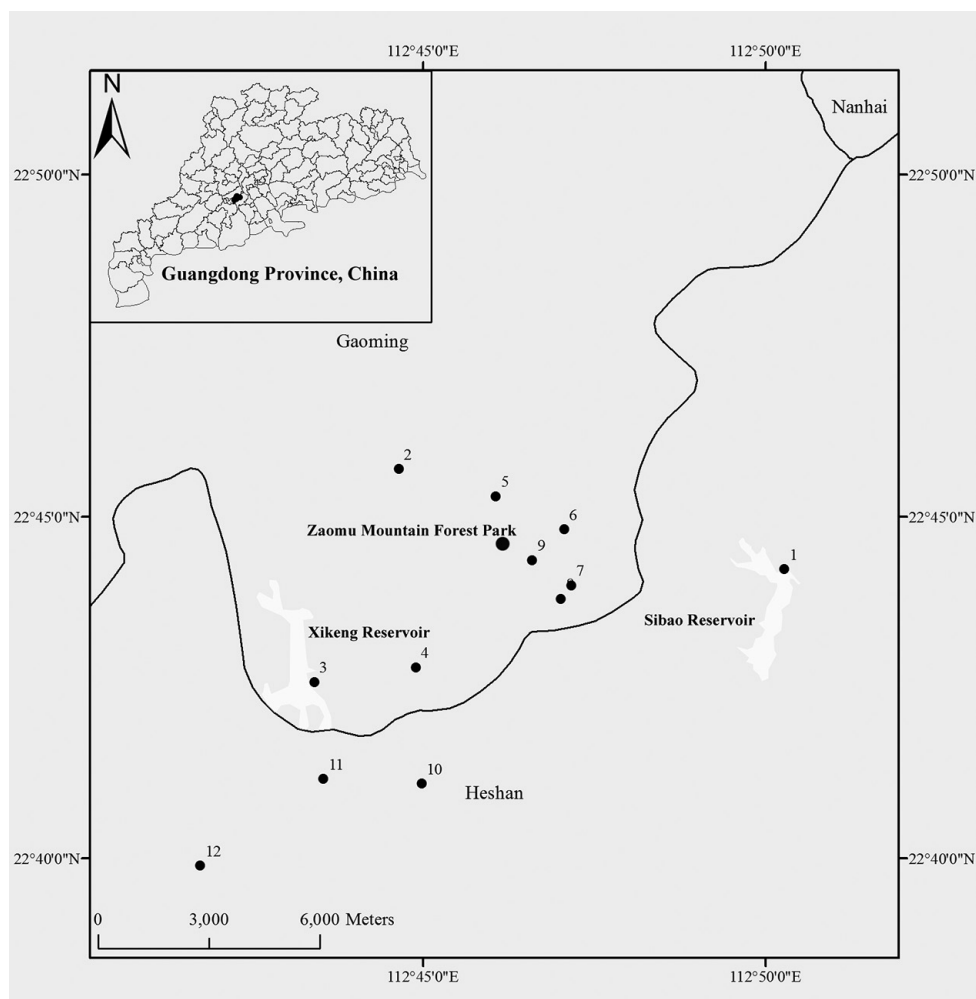 112°45'0"E
112°50'0"E
N
Nanhai
22°50'0"N
22°50'0"N
Guangdong Province, China
Gaoming
2
5
22°45'0"N
22°45'0"N
6
Zaomu Mountain Forest Park
9
1
7
Sibao Reservoir
Xikeng Reservoir
4
3
11
10
Heshan
12
22°40'0"N
22°40'0"N
0
3,000
6,000 Meters
112°45'0"E
112°50'0"E